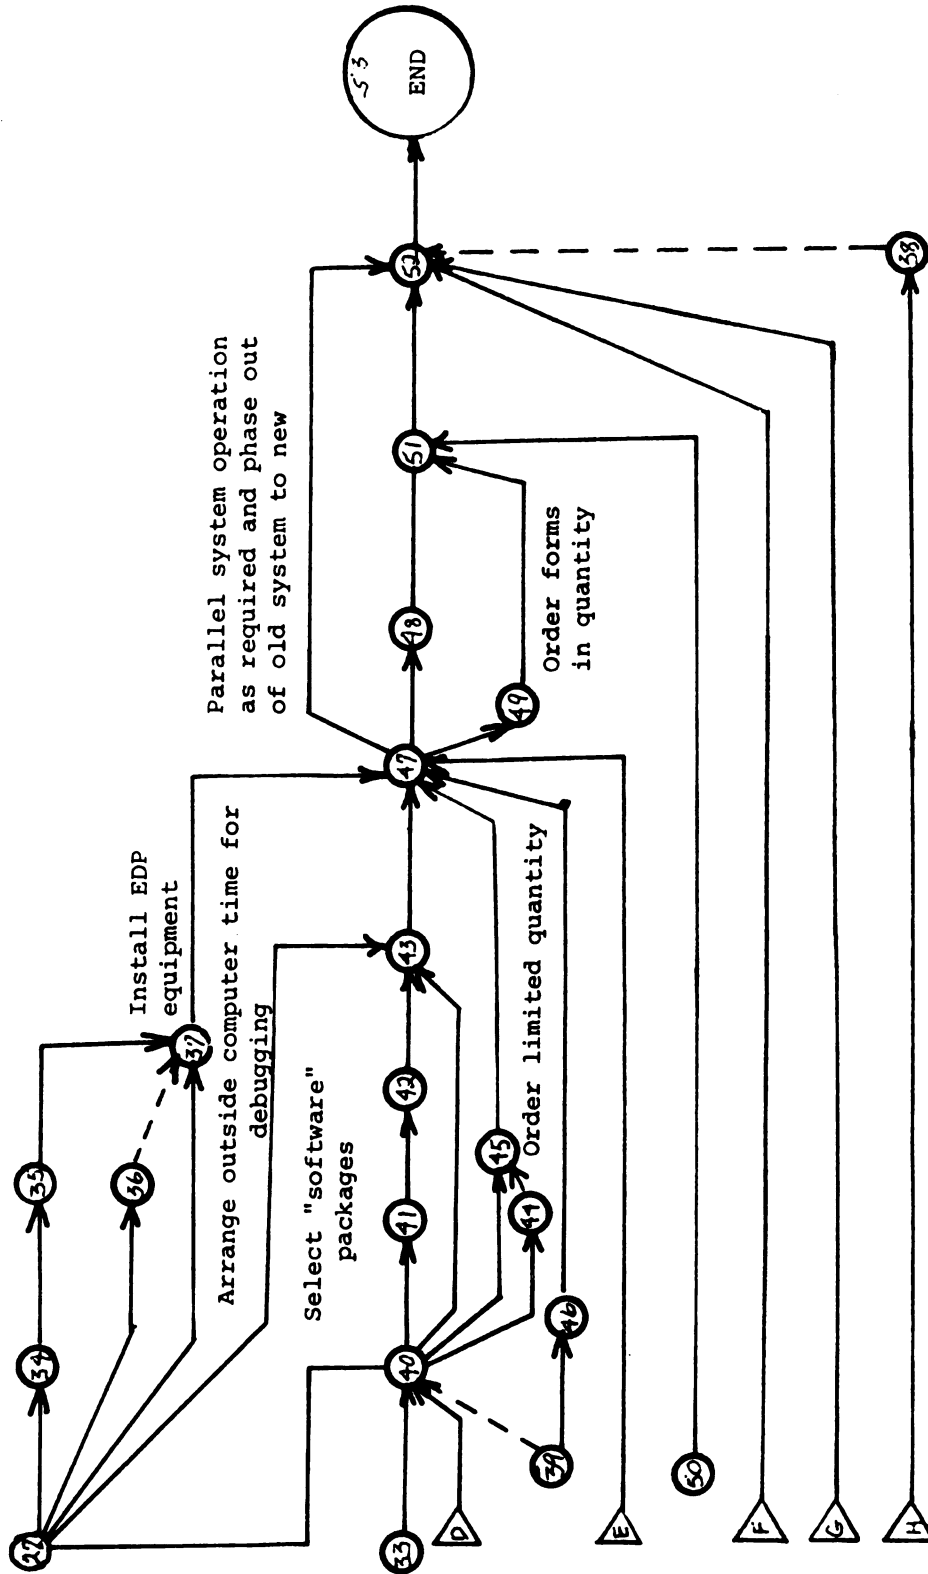 53
END
52
38
Parallel system operation
as required and phase out
of old system to new
51
48
49
Order forms
in quantity
47
Install EDP
equipment
37
Arrange outside computer time for
debugging
43
Order limited quantity
35
36
42
45
Select "software"
packages
41
44
34
40
46
27
33
39
50
D
E
F
G
H